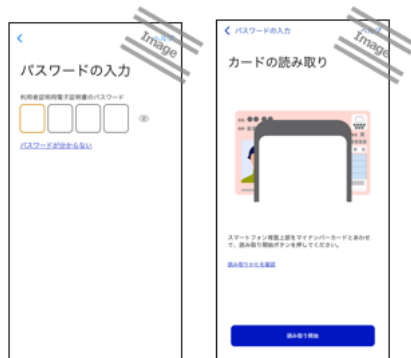 Image
パスワードの入力
利用者証明用電子証明書のパスワード
パスワードが分からない
パスワードの入力
Image
カードの読み取り
スマートフォン背面上部をマイナンバーカードとあわせ
て、読み取り開始ボタンを押してください。
読み取りかたを確認
読み取り開始